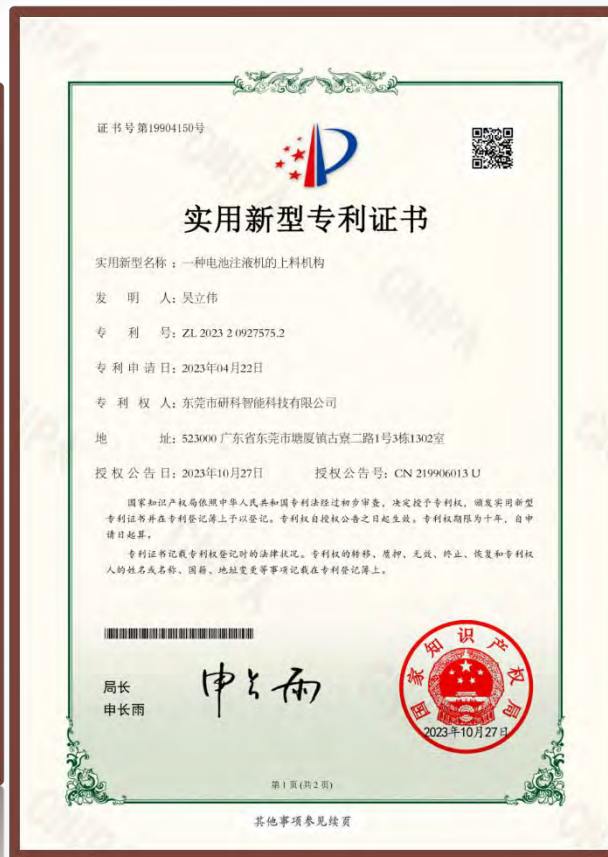 证书号第19904150号
实用新型专利证书
实用新型名称：一种电池注液机的上料机构
发明人：吴立伟
专利号：ZL 2023 2 0927575.2
专利申请日：2023年04月22日
专利权人：东莞市研科智能科技有限公司
地址：523000 广东省东莞市塘厦镇古寮二路1号3栋1302室
授权公告日：2023年10月27日 授权公告号：CN 219906013 U
国家知识产权局依照中华人民共和国专利法经过初步审查，决定授予专利权，颁发实用新型
专利证书并在专利登记簿上予以登记。专利权自授权公告之日起生效。专利权期限为十年，自申
请日起算。
专利证书记载专利权登记时的法律状况。专利权的转移、质押、无效、终止、恢复和专利权
人的姓名或名称、国籍、地址变更等事项记载在专利登记簿上。
局长
申长雨
申长雨
国家知识产权局
2023年10月27日
第1页(共2页)
其他事项参见续页
CNIPA